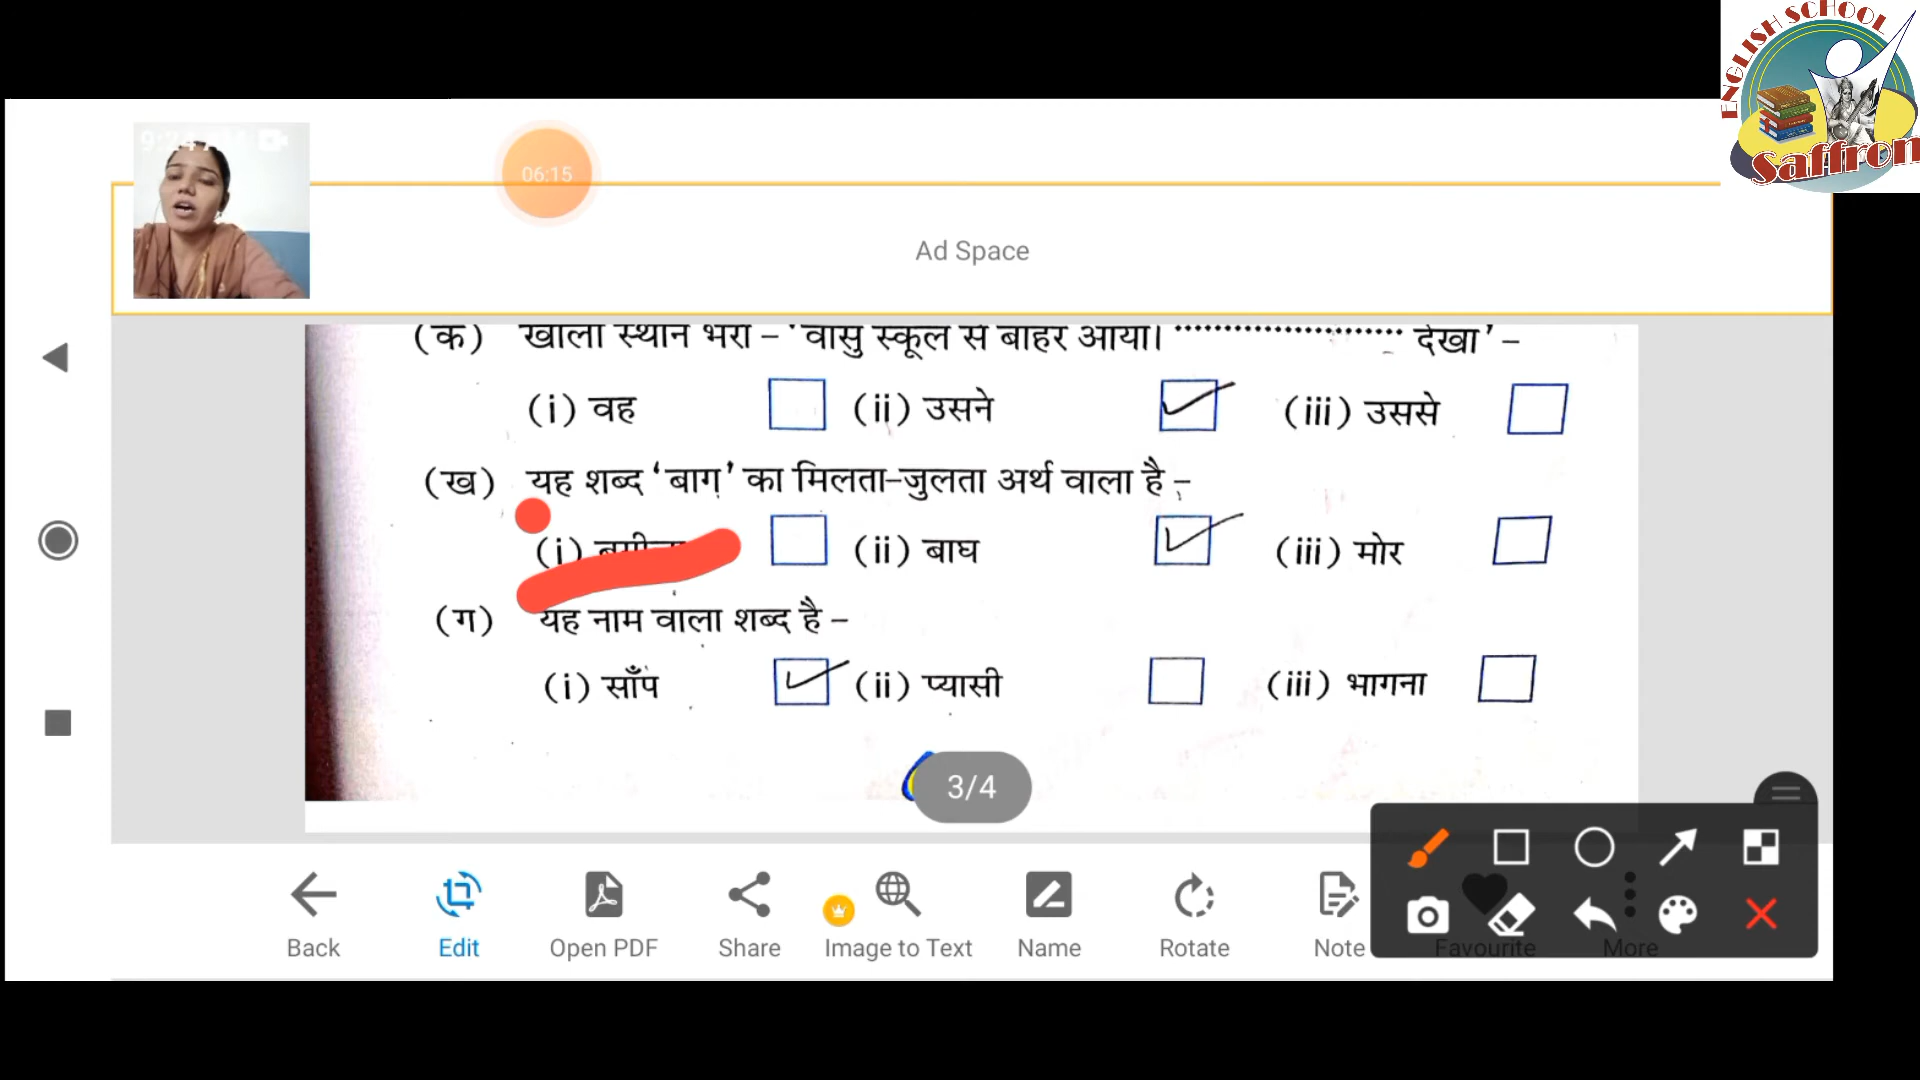 ENGLISH SCHOOL
Saffron
06:15
Ad Space
(क) खाली स्थान भरो – 'वासु स्कूल से बाहर आया। ........................ देखा' –
(i) वह (ii) उसने (iii) उससे
(ख) यह शब्द 'बाग' का मिलता-जुलता अर्थ वाला है –
(i) (ii) बाघ (iii) मोर
(ग) यह नाम वाला शब्द है –
(i) साँप (ii) प्यासी (iii) भागना
3/4
Back Edit Open PDF Share Image to Text Name Rotate Note Favourite More